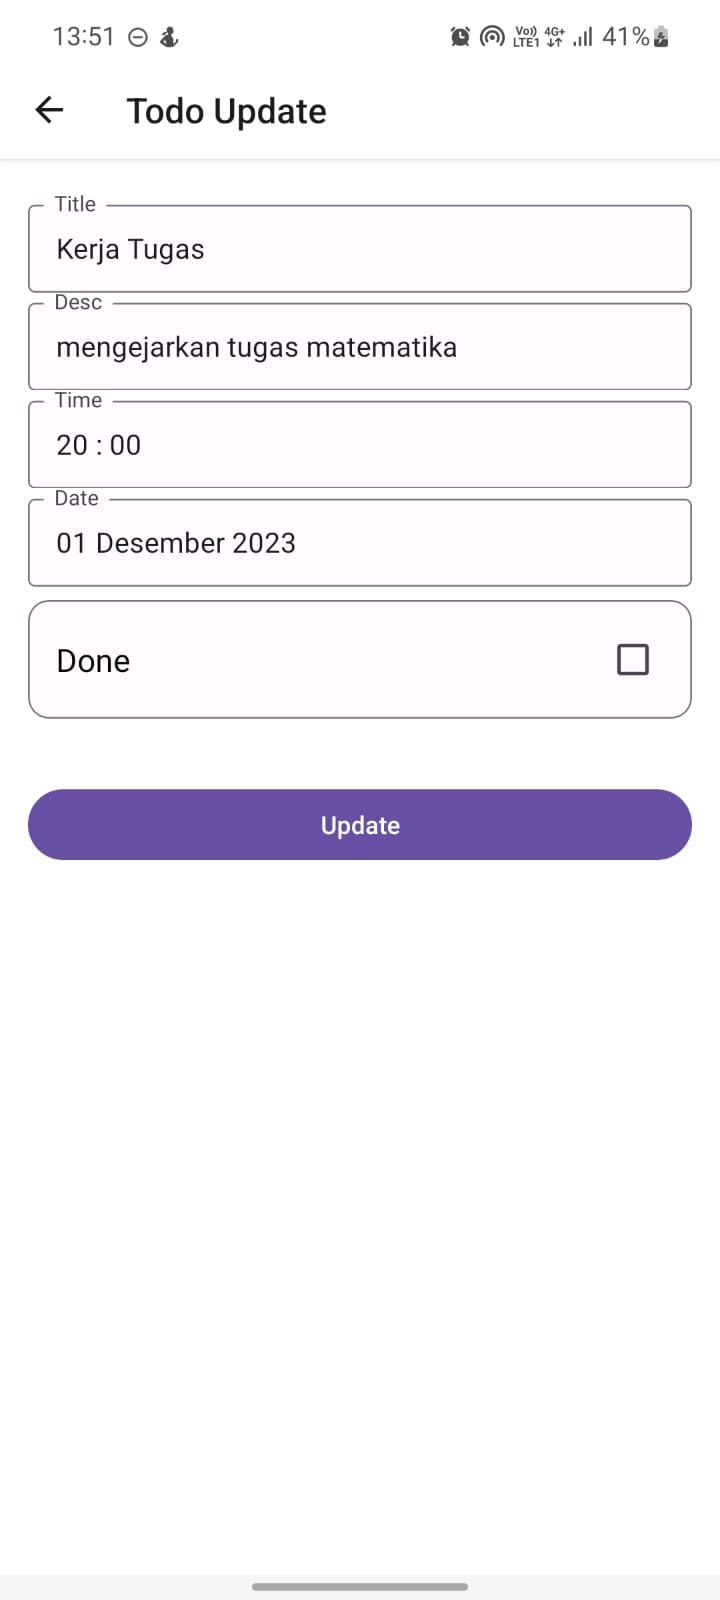 13:51 Vo)) LTE1 4G+ 41%
Todo Update
Title
Kerja Tugas
Desc
mengejarkan tugas matematika
Time
20 : 00
Date
01 Desember 2023
Done
Update